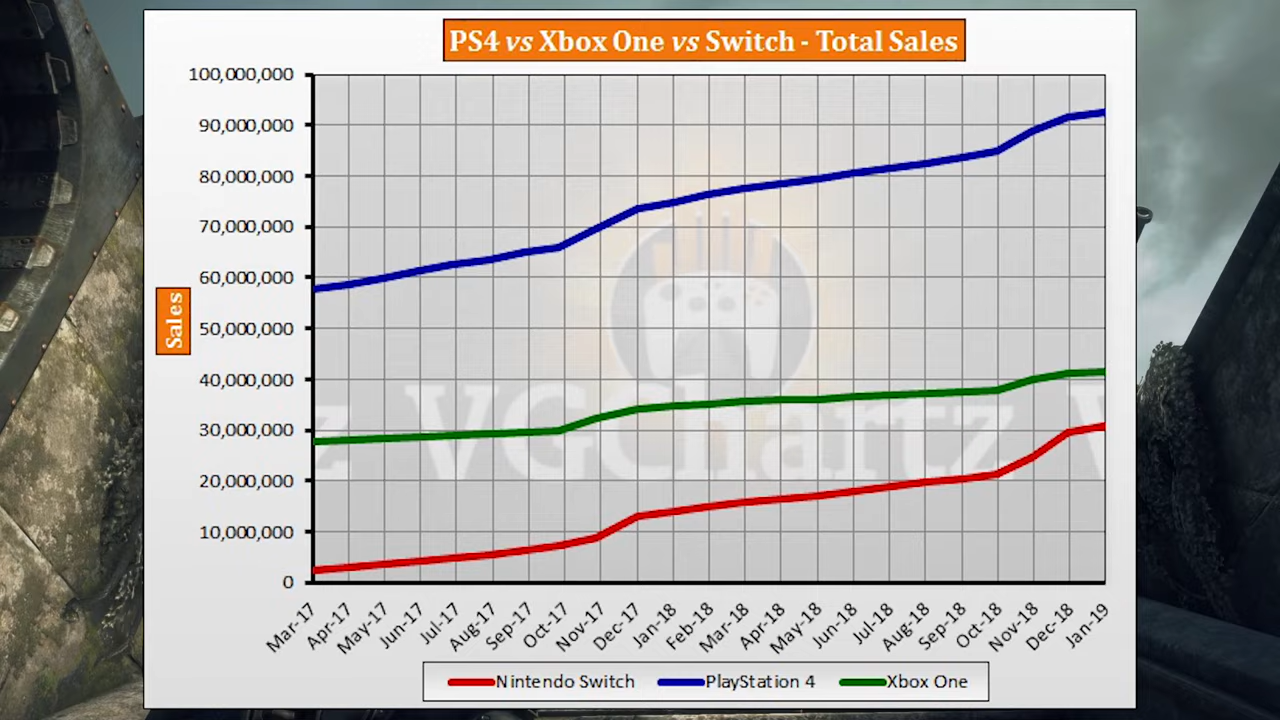 PS4 vs Xbox One vs Switch - Total Sales
100,000,000
90,000,000
80,000,000
70,000,000
60,000,000
50,000,000
40,000,000
30,000,000
20,000,000
10,000,000
0
Sales
z VGChartz V
Mar-17
Apr-17
May-17
Jun-17
Jul-17
Aug-17
Sep-17
Oct-17
Nov-17
Dec-17
Jan-18
Feb-18
Mar-18
Apr-18
May-18
Jun-18
Jul-18
Aug-18
Sep-18
Oct-18
Nov-18
Dec-18
Jan-19
Nintendo Switch
PlayStation 4
Xbox One